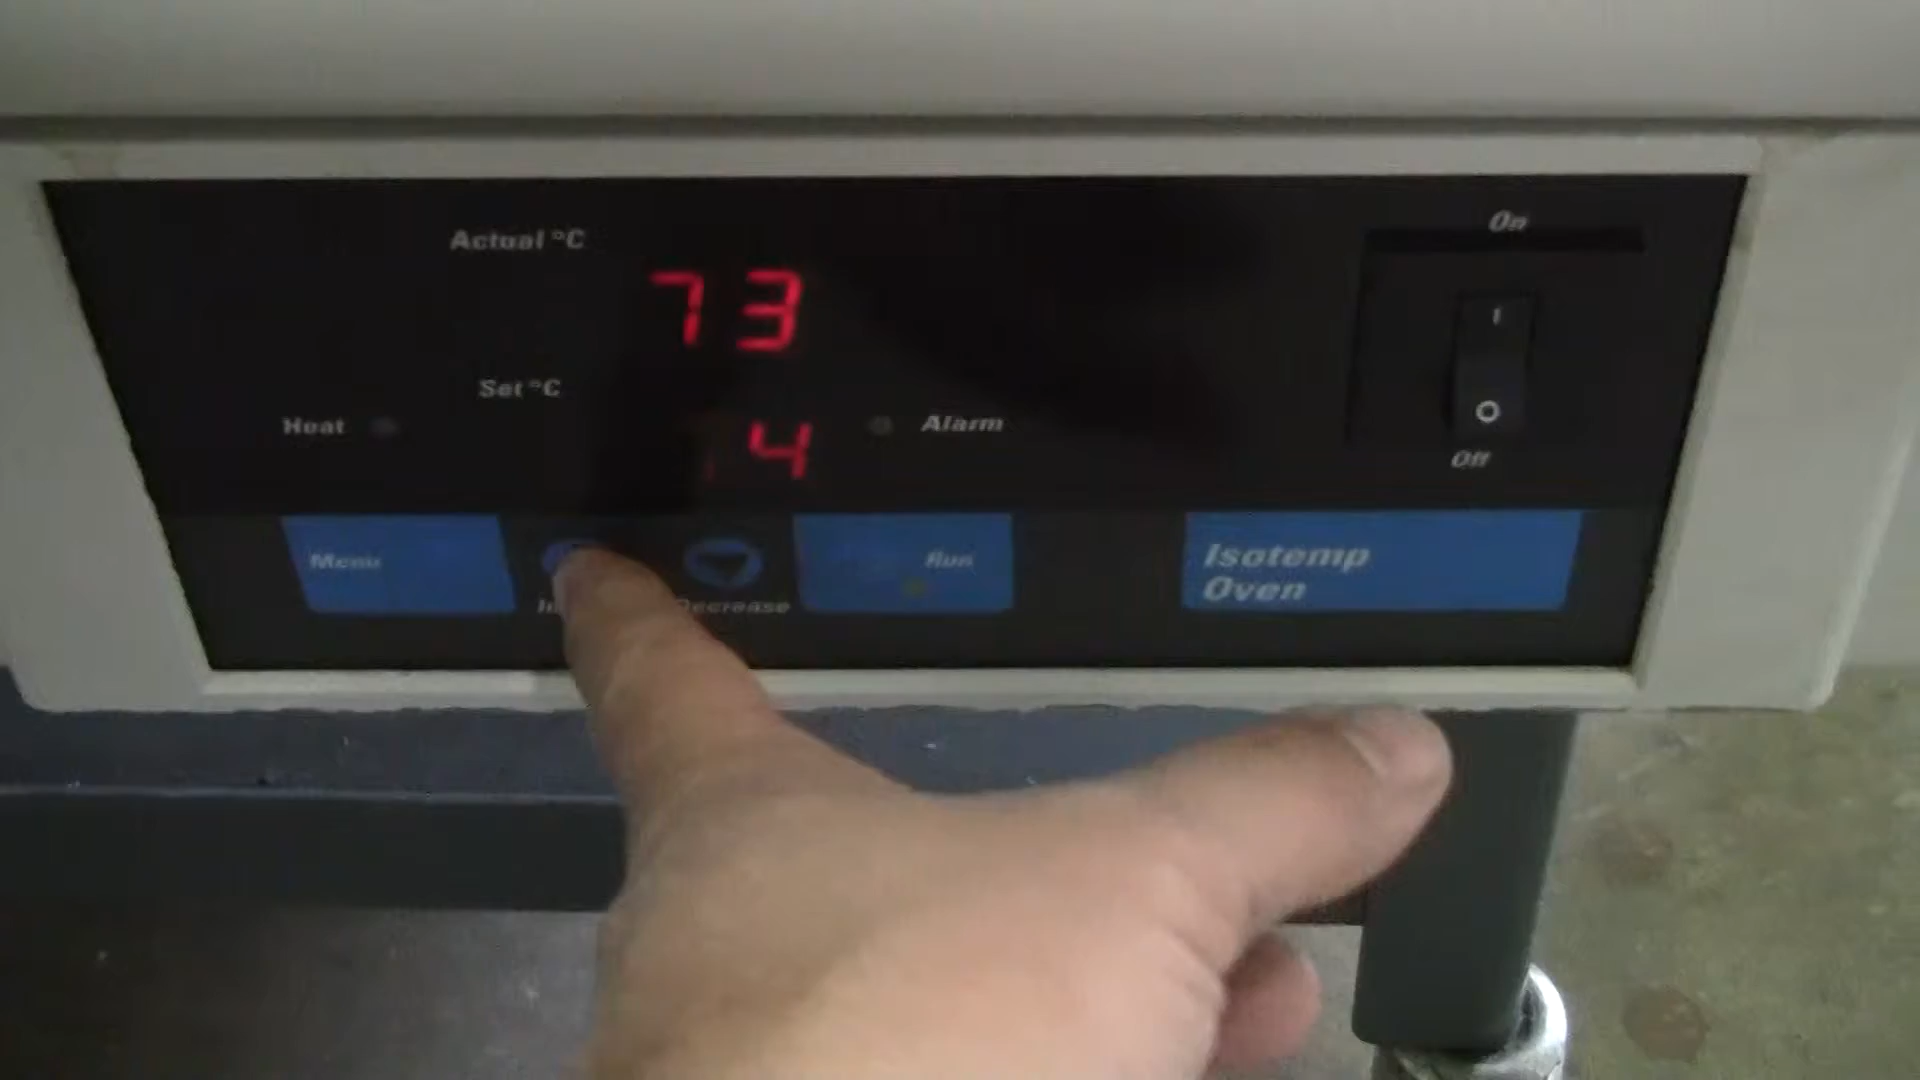 On
Actual °C
73
Set °C
Heat
4
Alarm
I
O
Off
Menu
Run
Isotemp
Oven
Decrease